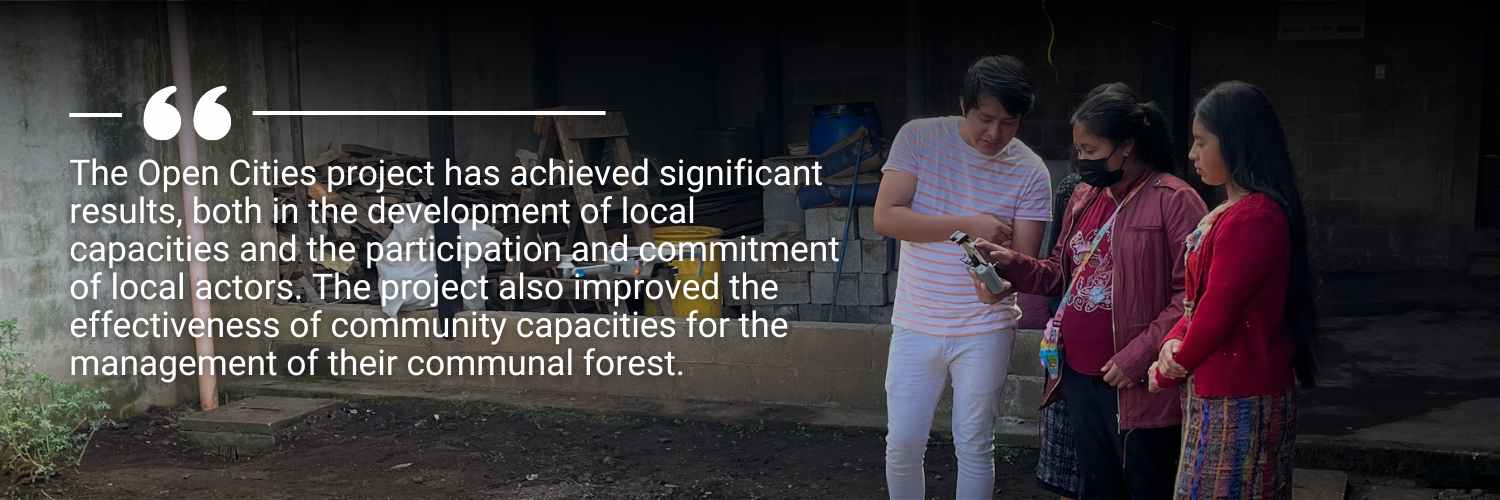 The Open Cities project has achieved significant
results, both in the development of local
capacities and the participation and commitment
of local actors. The project also improved the
effectiveness of community capacities for the
management of their communal forest.